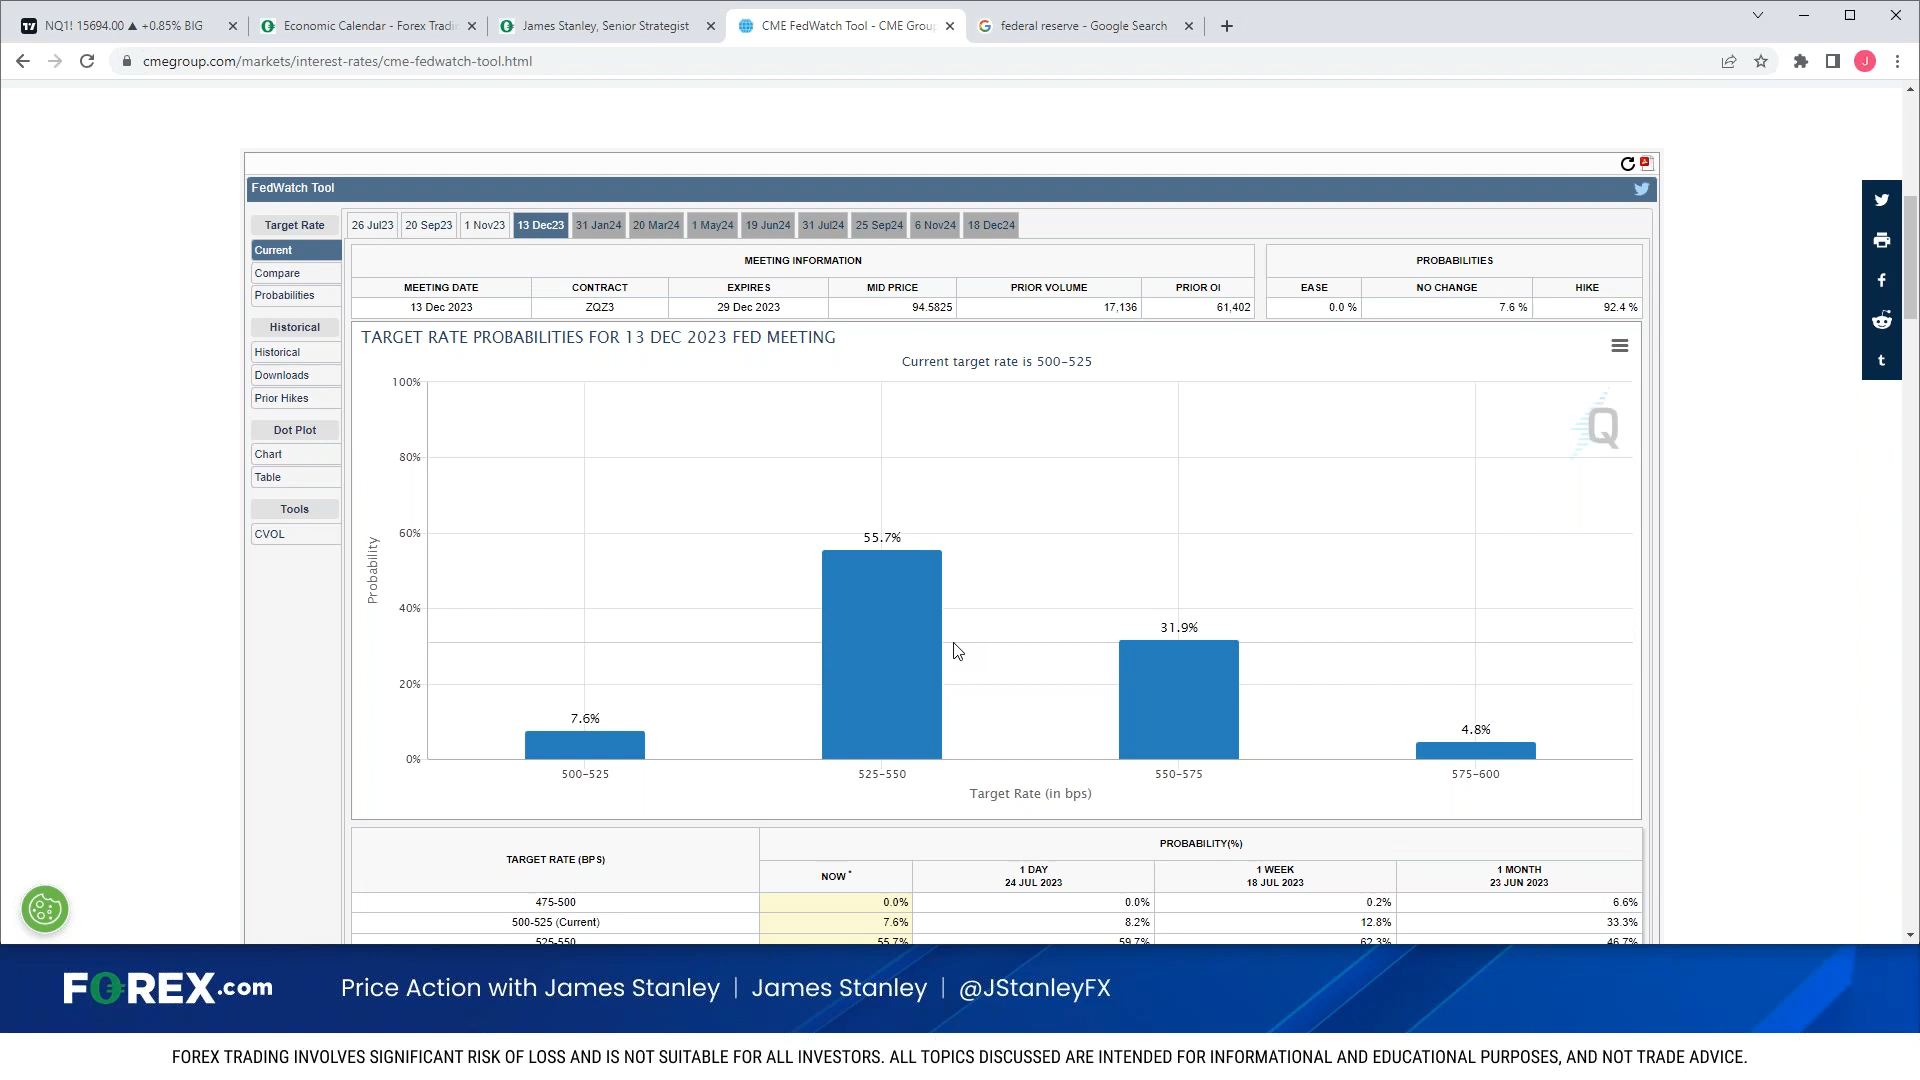 NQ1! 15694.00 ▲ +0.85% BIG
Economic Calendar - Forex Tradi
James Stanley, Senior Strategist
CME FedWatch Tool - CME Group
federal reserve - Google Search
cmegroup.com/markets/interest-rates/cme-fedwatch-tool.html
J
FedWatch Tool
Target Rate
26 Jul23 20 Sep23 1 Nov23 13 Dec23 31 Jan24 20 Mar24 1 May24 19 Jun24 31 Jul24 25 Sep24 6 Nov24 18 Dec24
Current
Compare
Probabilities
Historical
Historical
Downloads
Prior Hikes
Dot Plot
Chart
Table
Tools
CVOL
MEETING INFORMATION
MEETING DATE CONTRACT EXPIRES MID PRICE PRIOR VOLUME PRIOR OI
13 Dec 2023 ZQZ3 29 Dec 2023 94.5825 17,136 61,402
PROBABILITIES
EASE NO CHANGE HIKE
0.0 % 7.6 % 92.4 %
TARGET RATE PROBABILITIES FOR 13 DEC 2023 FED MEETING
Current target rate is 500-525
100%
80%
60%
40%
20%
0%
Probability
7.6%
55.7%
31.9%
4.8%
500-525 525-550 550-575 575-600
Target Rate (in bps)
Q
TARGET RATE (BPS)
PROBABILITY(%)
NOW *
1 DAY
24 JUL 2023
1 WEEK
18 JUL 2023
1 MONTH
23 JUN 2023
475-500 0.0% 0.0% 0.2% 6.6%
500-525 (Current) 7.6% 8.2% 12.8% 33.3%
525-550 55.7% 59.7% 62.3% 46.7%
FOREX.com
Price Action with James Stanley | James Stanley | @JStanleyFX
FOREX TRADING INVOLVES SIGNIFICANT RISK OF LOSS AND IS NOT SUITABLE FOR ALL INVESTORS. ALL TOPICS DISCUSSED ARE INTENDED FOR INFORMATIONAL AND EDUCATIONAL PURPOSES, AND NOT TRADE ADVICE.